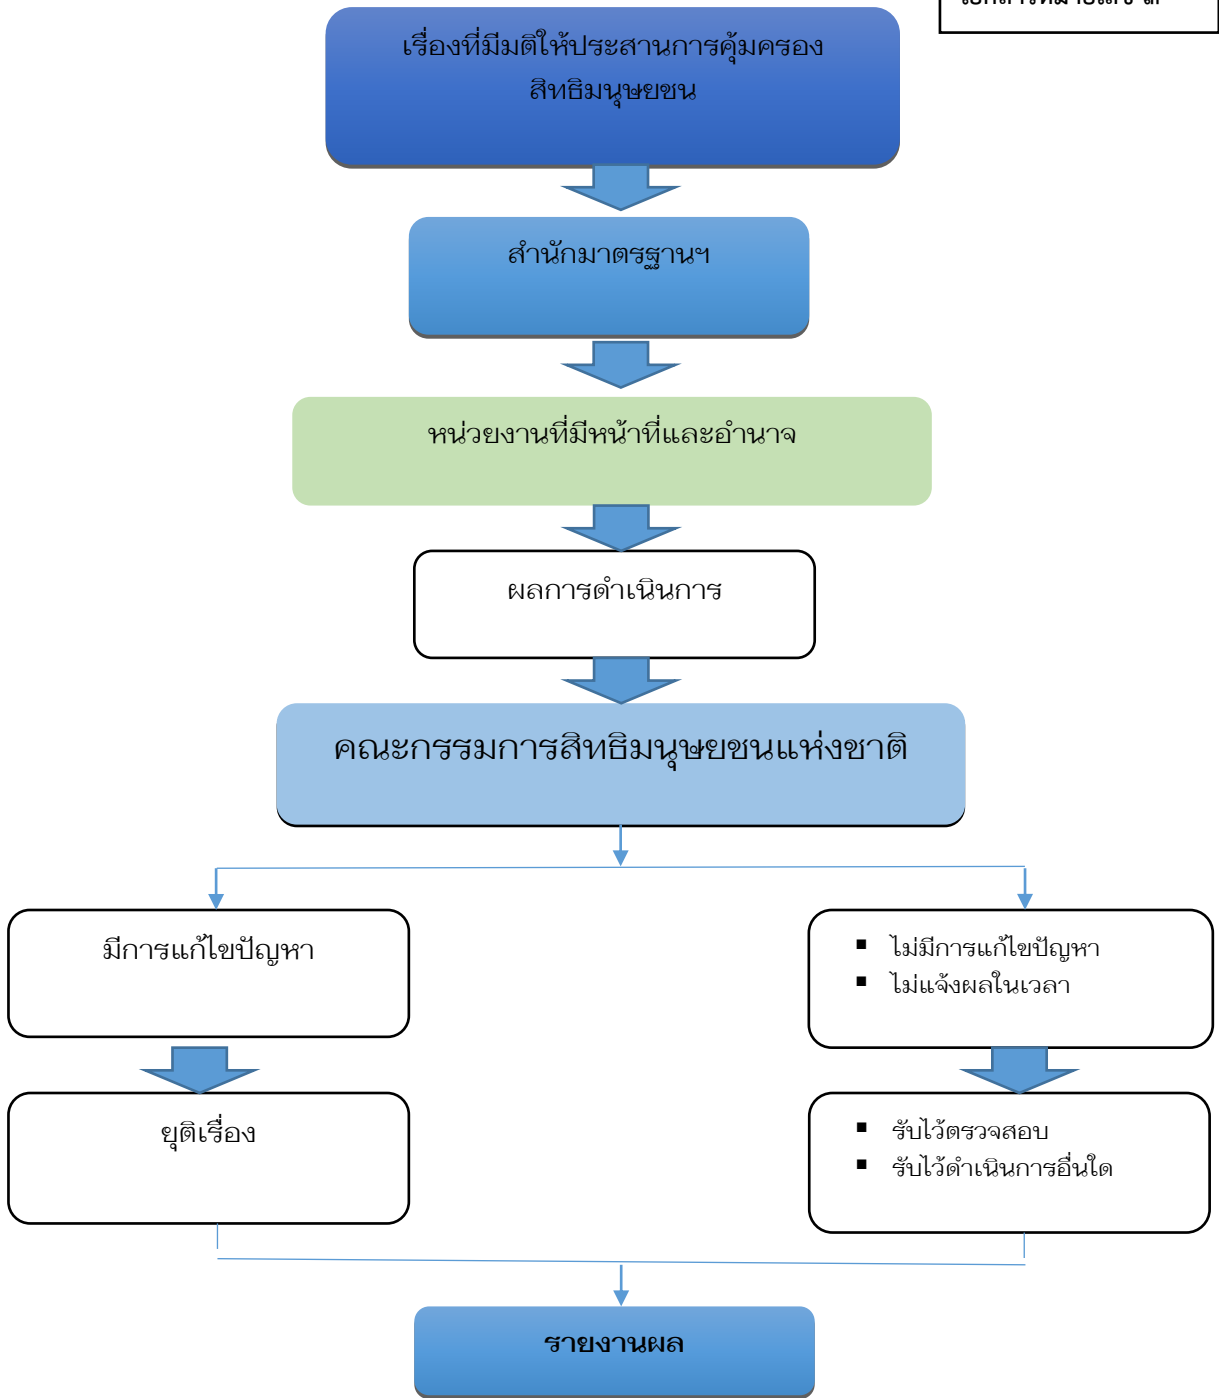 เรื่องที่มีมติให้ประสานการคุ้มครอง
สิทธิมนุษยชน
สำนักมาตรฐานฯ
หน่วยงานที่มีหน้าที่และอำนาจ
ผลการดำเนินการ
คณะกรรมการสิทธิมนุษยชนแห่งชาติ
มีการแก้ไขปัญหา
▪ ไม่มีการแก้ไขปัญหา
▪ ไม่แจ้งผลในเวลา
ยุติเรื่อง
▪ รับไว้ตรวจสอบ
▪ รับไว้ดำเนินการอื่นใด
รายงานผล